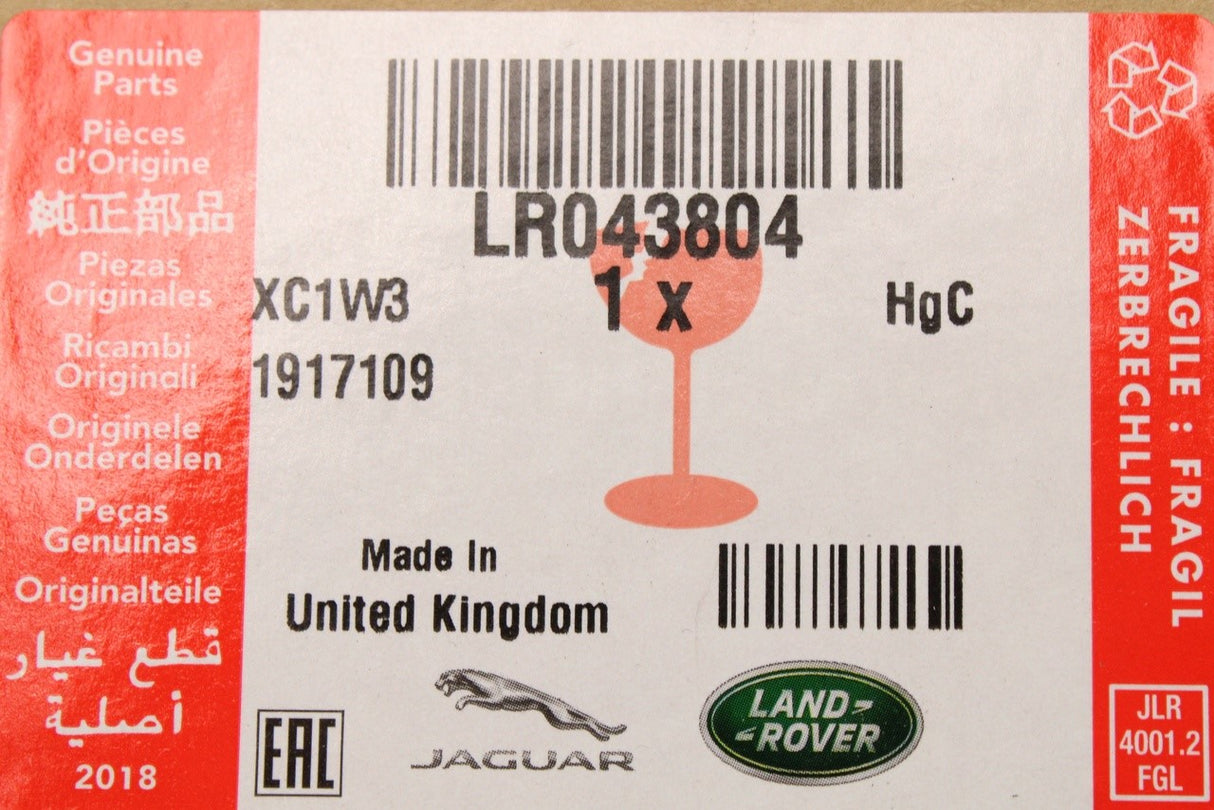 Genuine
Parts
Pièces
d'Origine
純正部品
Piezas
Originales
Ricambi
Originali
Originele
Onderdelen
Peças
Genuinas
Originalteile
قطع غيار
أصلية
2018
LR043804
XC1W3
1 x
HgC
1917109
Made In
United Kingdom
EAC
JAGUAR
LAND
ROVER
FRAGILE : FRAGIL
ZERBRECHLICH
JLR
4001.2
FGL